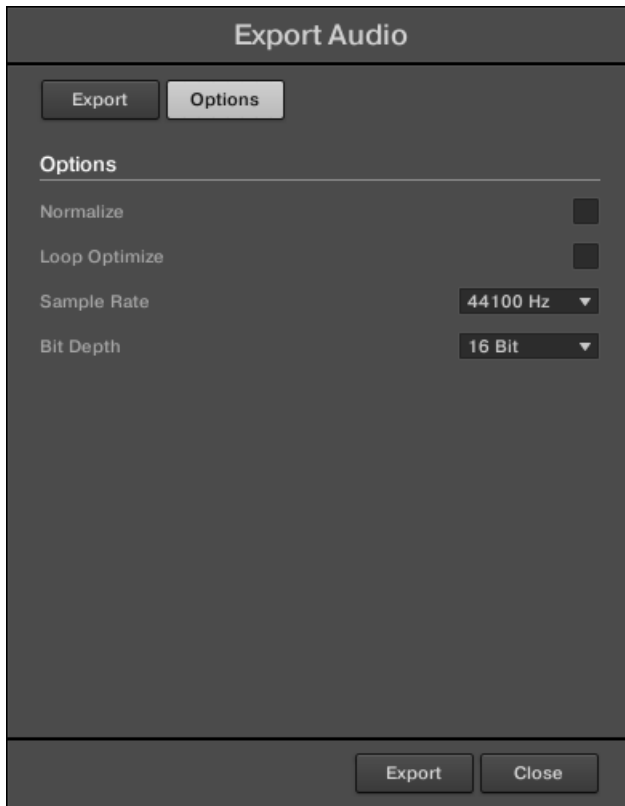 Export Audio
Export Options
Options
Normalize
Loop Optimize
Sample Rate 44100 Hz
Bit Depth 16 Bit
Export Close